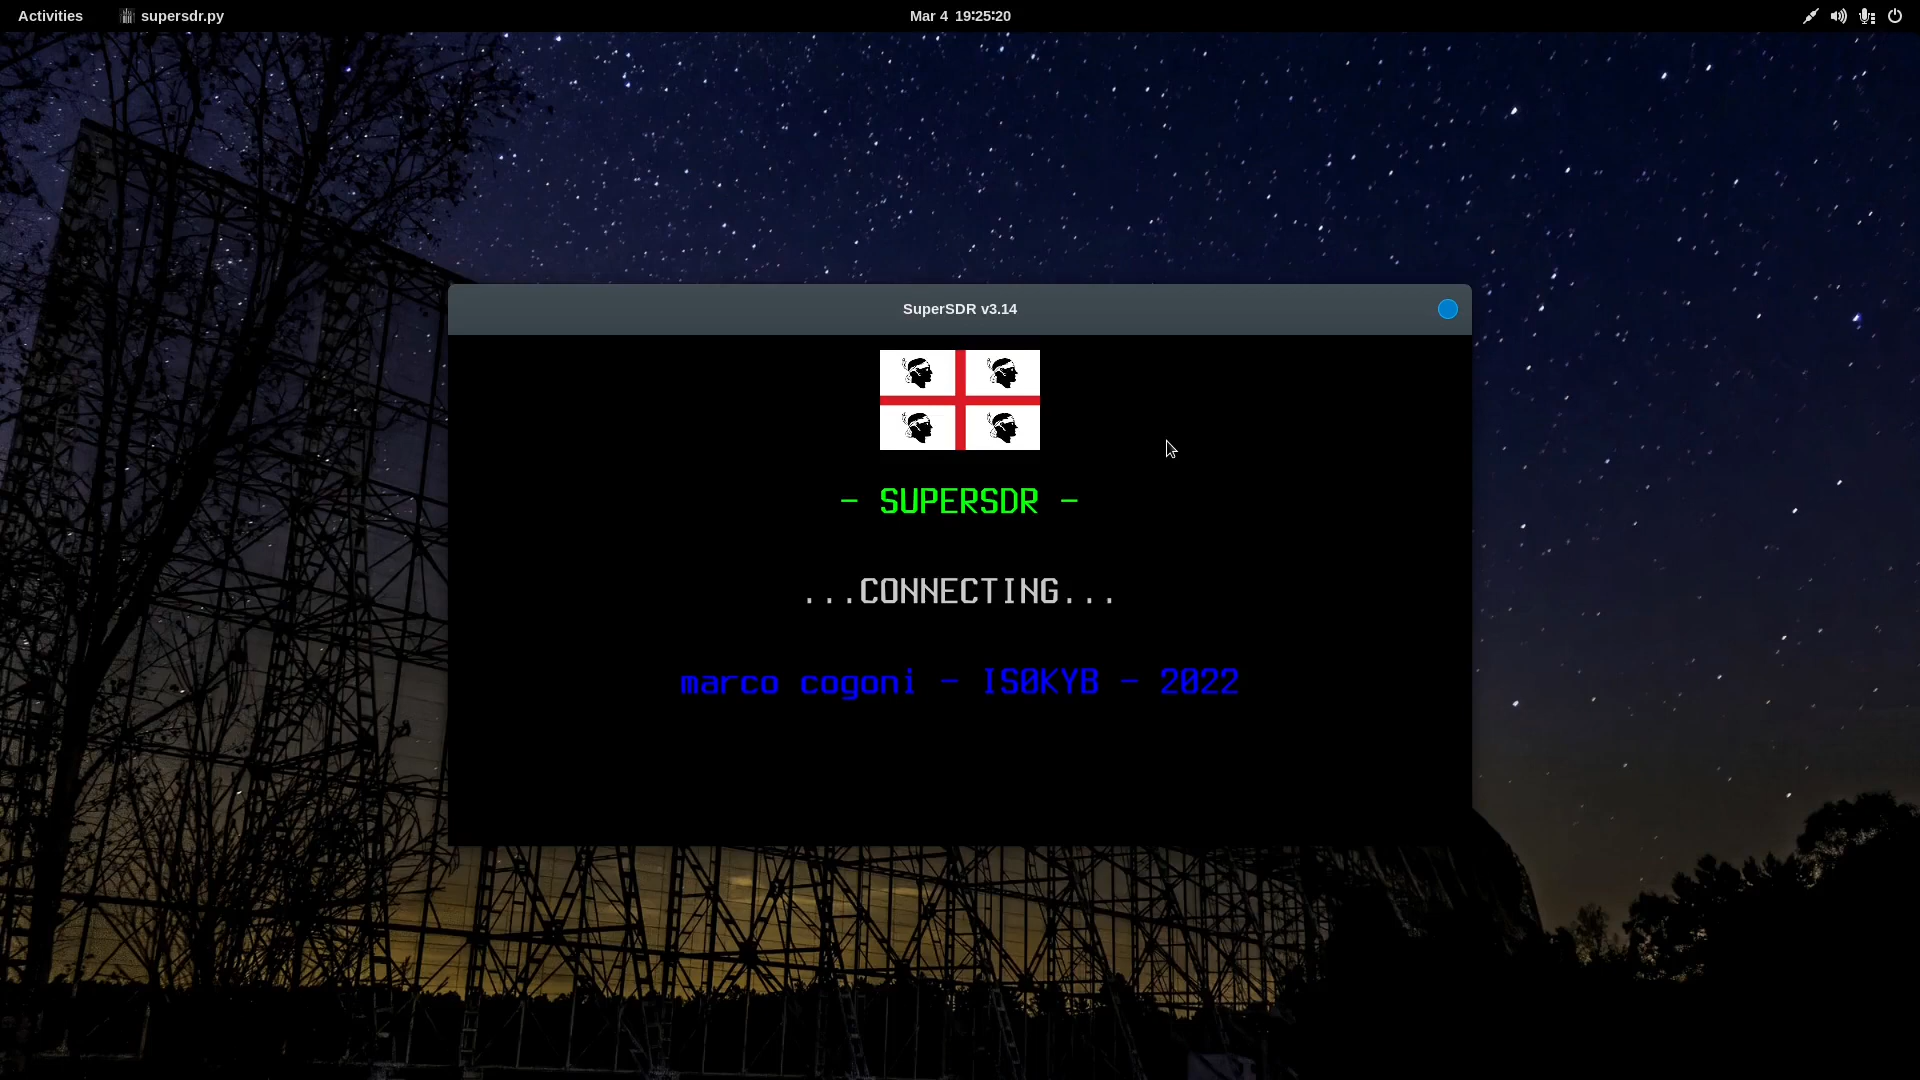 Activities supersdr.py Mar 4 19:25:20
SuperSDR v3.14
- SUPERSDR -
...CONNECTING...
marco cogoni - IS0KYB - 2022